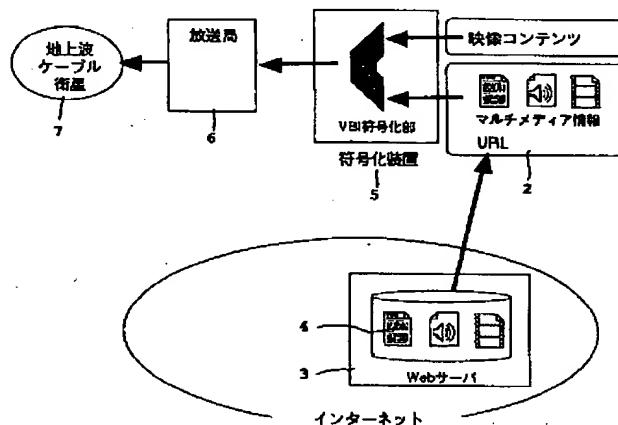 地上波
ケーブル
衛星
7
放送局
6
VBI符号化部
符号化装置
5
映像コンテンツ
マルチメディア情報
URL
2
4
3
Webサーバ
インターネット